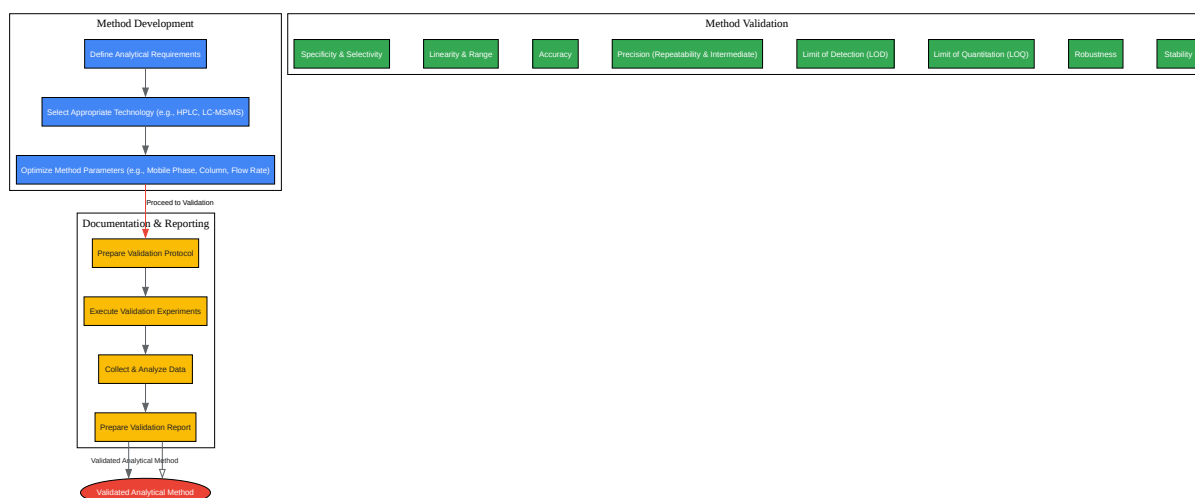 Method Development
Define Analytical Requirements
Select Appropriate Technology (e.g., HPLC, LC-MS/MS)
Optimize Method Parameters (e.g., Mobile Phase, Column, Flow Rate)
Proceed to Validation
Method Validation
Specificity & Selectivity
Linearity & Range
Accuracy
Precision (Repeatability & Intermediate)
Limit of Detection (LOD)
Limit of Quantitation (LOQ)
Robustness
Stability
Documentation & Reporting
Prepare Validation Protocol
Execute Validation Experiments
Collect & Analyze Data
Prepare Validation Report
Validated Analytical Method
Validated Analytical Method